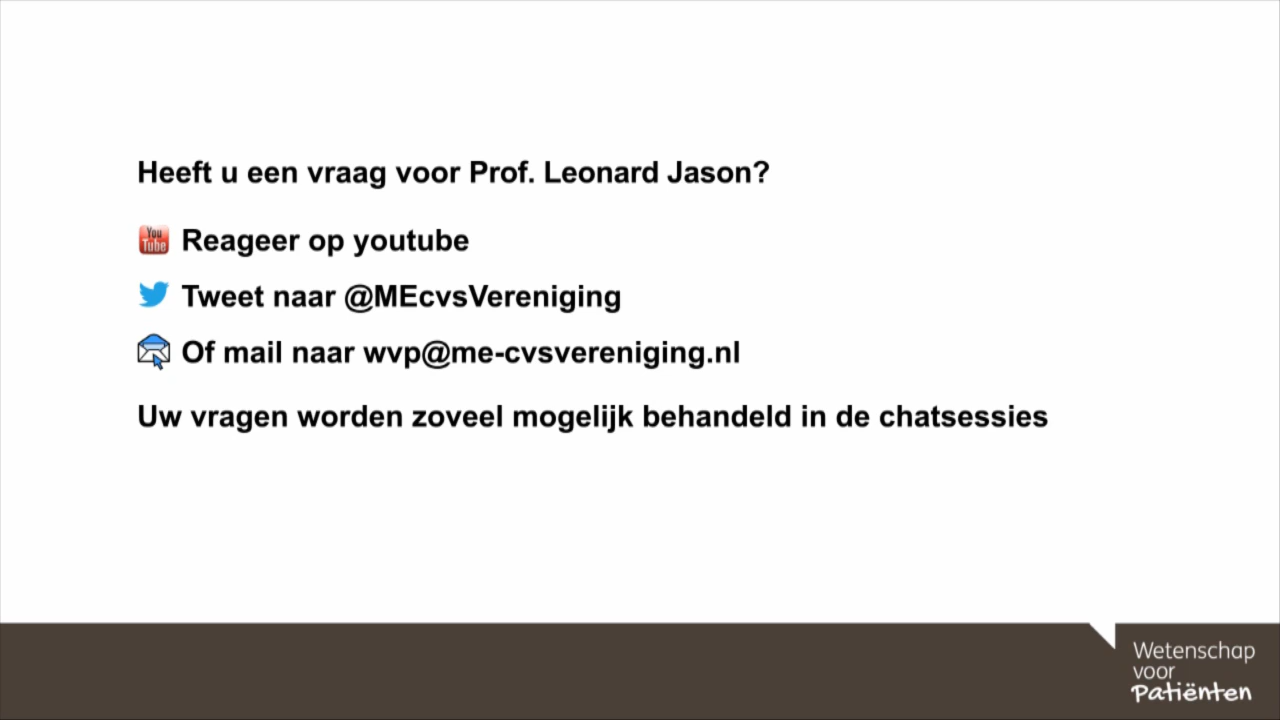 Heeft u een vraag voor Prof. Leonard Jason?
You
Tube
Reageer op youtube
Tweet naar @MEcvsVereniging
Of mail naar wvp@me-cvsvereniging.nl
Uw vragen worden zoveel mogelijk behandeld in de chatsessies
Wetenschap
voor
Patiënten